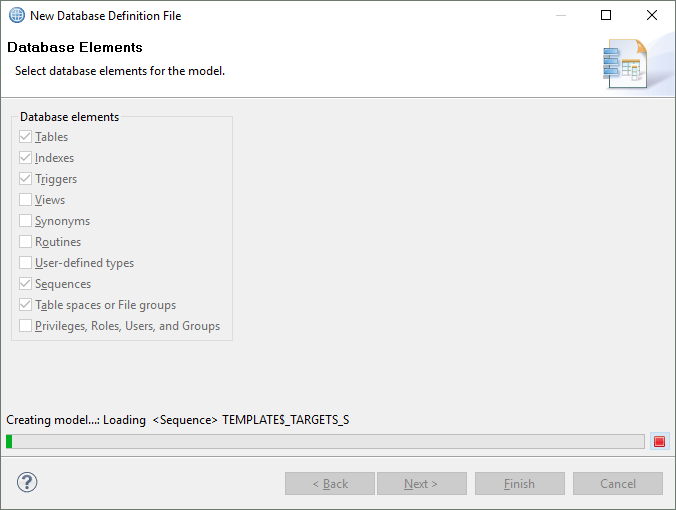 New Database Definition File
Database Elements
Select database elements for the model.
Database elements
Tables
Indexes
Triggers
Views
Synonyms
Routines
User-defined types
Sequences
Table spaces or File groups
Privileges, Roles, Users, and Groups
Creating model...: Loading <Sequence> TEMPLATE$_TARGETS_S
?
< Back
Next >
Finish
Cancel